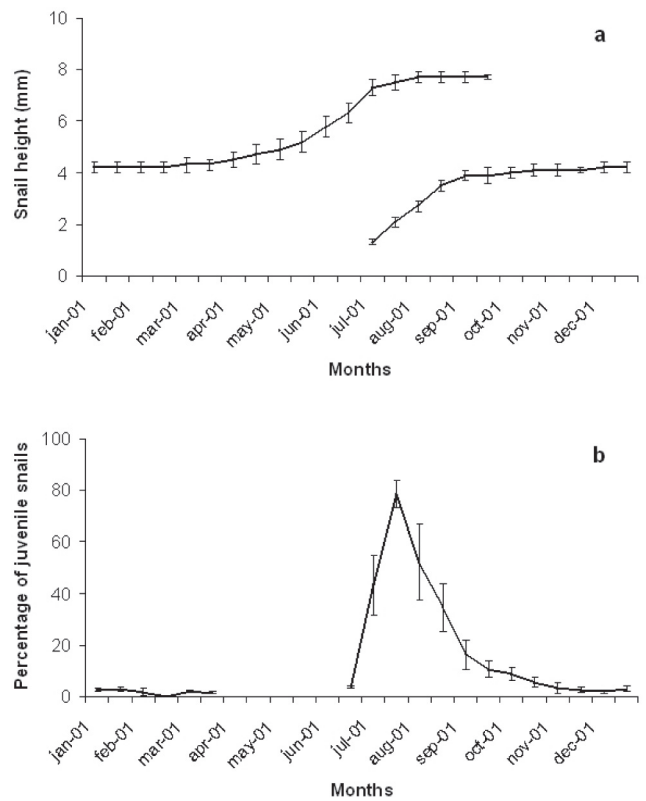 a
10
8
6
4
2
0
Snail height (mm)
jan-01 feb-01 mar-01 apr-01 may-01 jun-01 jul-01 aug-01 sep-01 oct-01 nov-01 dec-01
Months
b
100
80
60
40
20
0
Percentage of juvenile snails
jan-01 feb-01 mar-01 apr-01 may-01 jun-01 jul-01 aug-01 sep-01 oct-01 nov-01 dec-01
Months